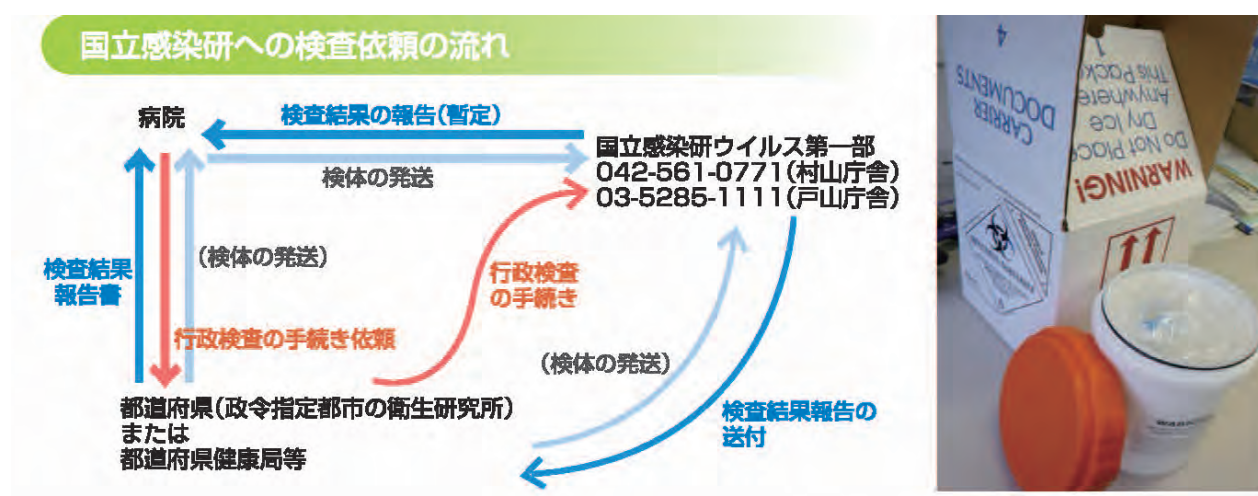 国立感染研への検査依頼の流れ
病院
検査結果の報告(暫定)
検体の発送
国立感染研ウイルス第一部
042-561-0771(村山庁舎)
03-5285-1111(戸山庁舎)
検査結果
報告書
(検体の発送)
行政検査の手続き依頼
行政検査
の手続き
(検体の発送)
検査結果報告の
送付
都道府県(政令指定都市の衛生研究所)
または
都道府県健康局等
4
CARRIER
DOCUMENTS
WARNING!
Do Not Place
Dry Ice
Anywhere
This Pack
1